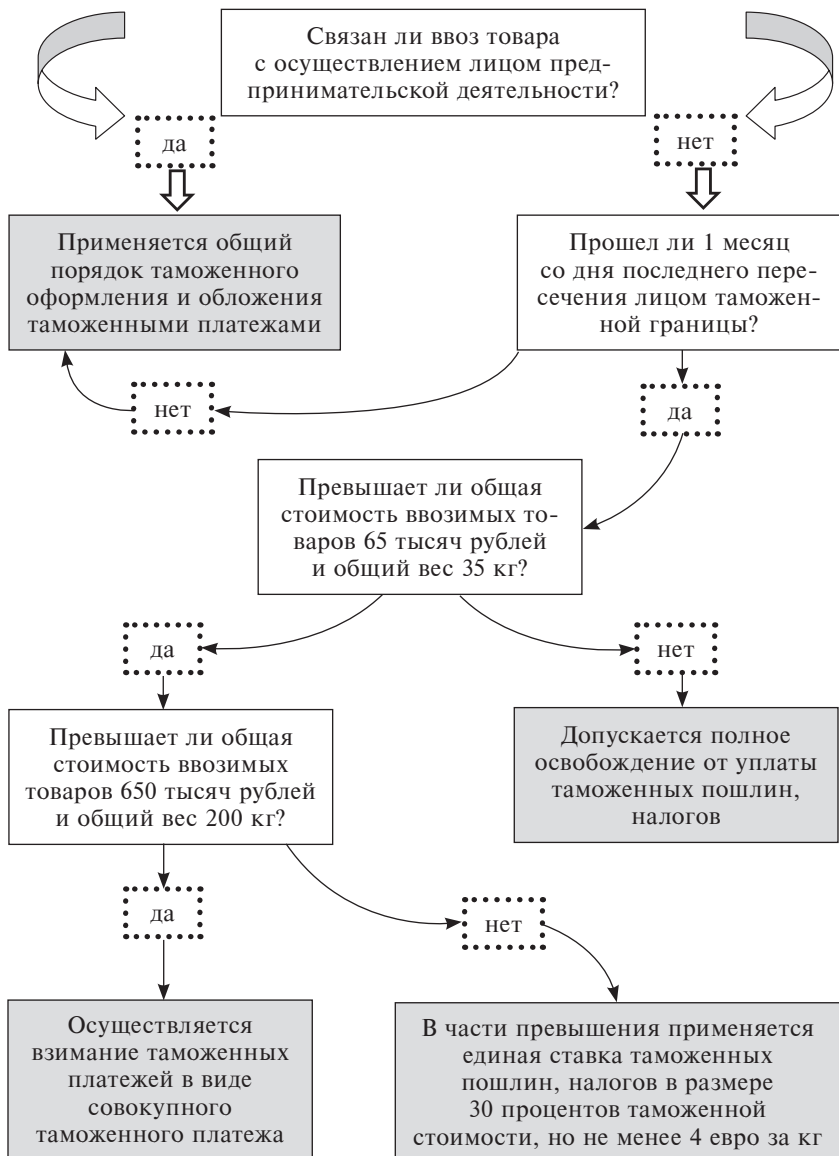 Связан ли ввоз товара
с осуществлением лицом пред-
принимательской деятельности?
да
нет
Применяется общий
порядок таможенного
оформления и обложения
таможенными платежами
Прошел ли 1 месяц
со дня последнего пере-
сечения лицом таможен-
ной границы?
нет
да
Превышает ли общая
стоимость ввозимых то-
варов 65 тысяч рублей
и общий вес 35 кг?
да
нет
Превышает ли общая
стоимость ввозимых
товаров 650 тысяч рублей
и общий вес 200 кг?
Допускается полное
освобождение от уплаты
таможенных пошлин,
налогов
да
нет
Осуществляется
взимание таможенных
платежей в виде
совокупного
таможенного платежа
В части превышения применяется
единая ставка таможенных
пошлин, налогов в размере
30 процентов таможенной
стоимости, но не менее 4 евро за кг